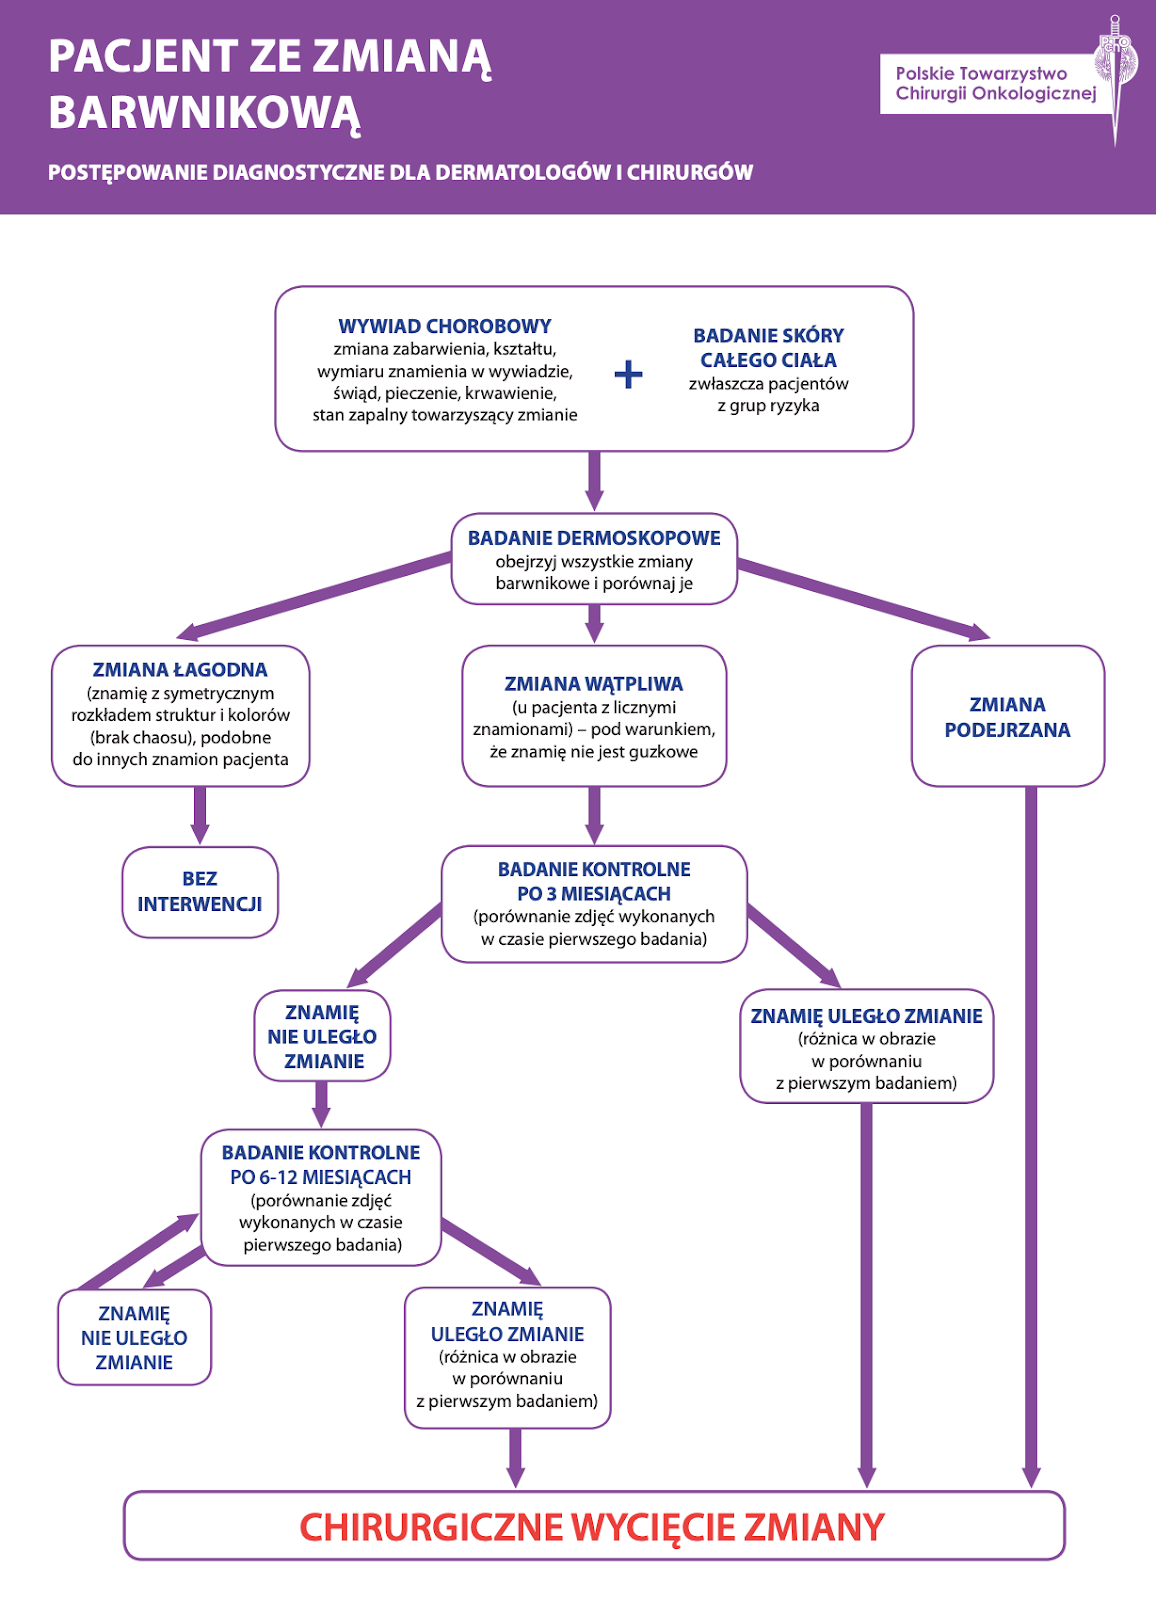 PACJENT ZE ZMIANĄ
BARWNIKOWĄ
POSTĘPOWANIE DIAGNOSTYCZNE DLA DERMATOLOGÓW I CHIRURGÓW
Polskie Towarzystwo
Chirurgii Onkologicznej
WYWIAD CHOROBOWY
zmiana zabarwienia, kształtu,
wymiaru znamienia w wywiadzie,
świąd, pieczenie, krwawienie,
stan zapalny towarzyszący zmianie
+
BADANIE SKÓRY
CAŁEGO CIAŁA
zwłaszcza pacjentów
z grup ryzyka
BADANIE DERMOSKOPOWE
obejrzyj wszystkie zmiany
barwnikowe i porównaj je
ZMIANA ŁAGODNA
(znamię z symetrycznym
rozkładem struktur i kolorów
(brak chaosu), podobne
do innych znamion pacjenta
ZMIANA WĄTPLIWA
(u pacjenta z licznymi
znamionami) – pod warunkiem,
że znamię nie jest guzkowe
ZMIANA
PODEJRZANA
BEZ
INTERWENCJI
BADANIE KONTROLNE
PO 3 MIESIĄCACH
(porównanie zdjęć wykonanych
w czasie pierwszego badania)
ZNAMIĘ
NIE ULEGŁO
ZMIANIE
ZNAMIĘ ULEGŁO ZMIANIE
(różnica w obrazie
w porównaniu
z pierwszym badaniem)
BADANIE KONTROLNE
PO 6-12 MIESIĄCACH
(porównanie zdjęć
wykonanych w czasie
pierwszego badania)
ZNAMIĘ
NIE ULEGŁO
ZMIANIE
ZNAMIĘ
ULEGŁO ZMIANIE
(różnica w obrazie
w porównaniu
z pierwszym badaniem)
CHIRURGICZNE WYCIĘCIE ZMIANY